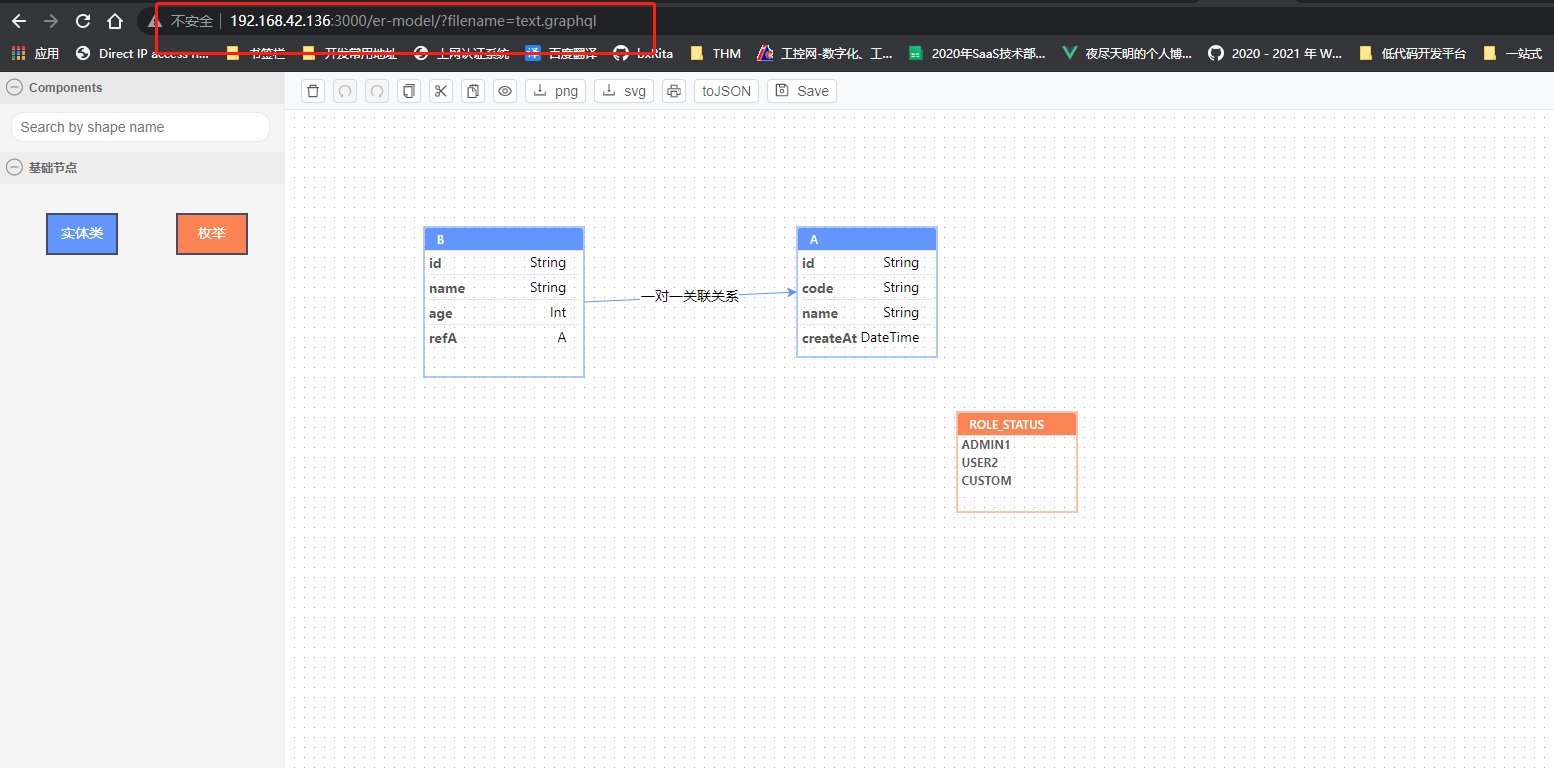 不安全 192.168.42.136:3000/er-model/?filename=text.graphql
应用 Direct IP access n... 书签栏 开发常用地址 上网认证系统 译 百度翻译 bxRita THM 工控网-数字化、工... 2020年SaaS技术部... 夜尽天明的个人博... 2020 - 2021 年 W... 低代码开发平台 一站式
Components
png svg toJSON Save
Search by shape name
基础节点
实体类 枚举
B
id String
name String
age Int
refA A
一对一关联关系
A
id String
code String
name String
createAt DateTime
ROLE_STATUS
ADMIN1
USER2
CUSTOM